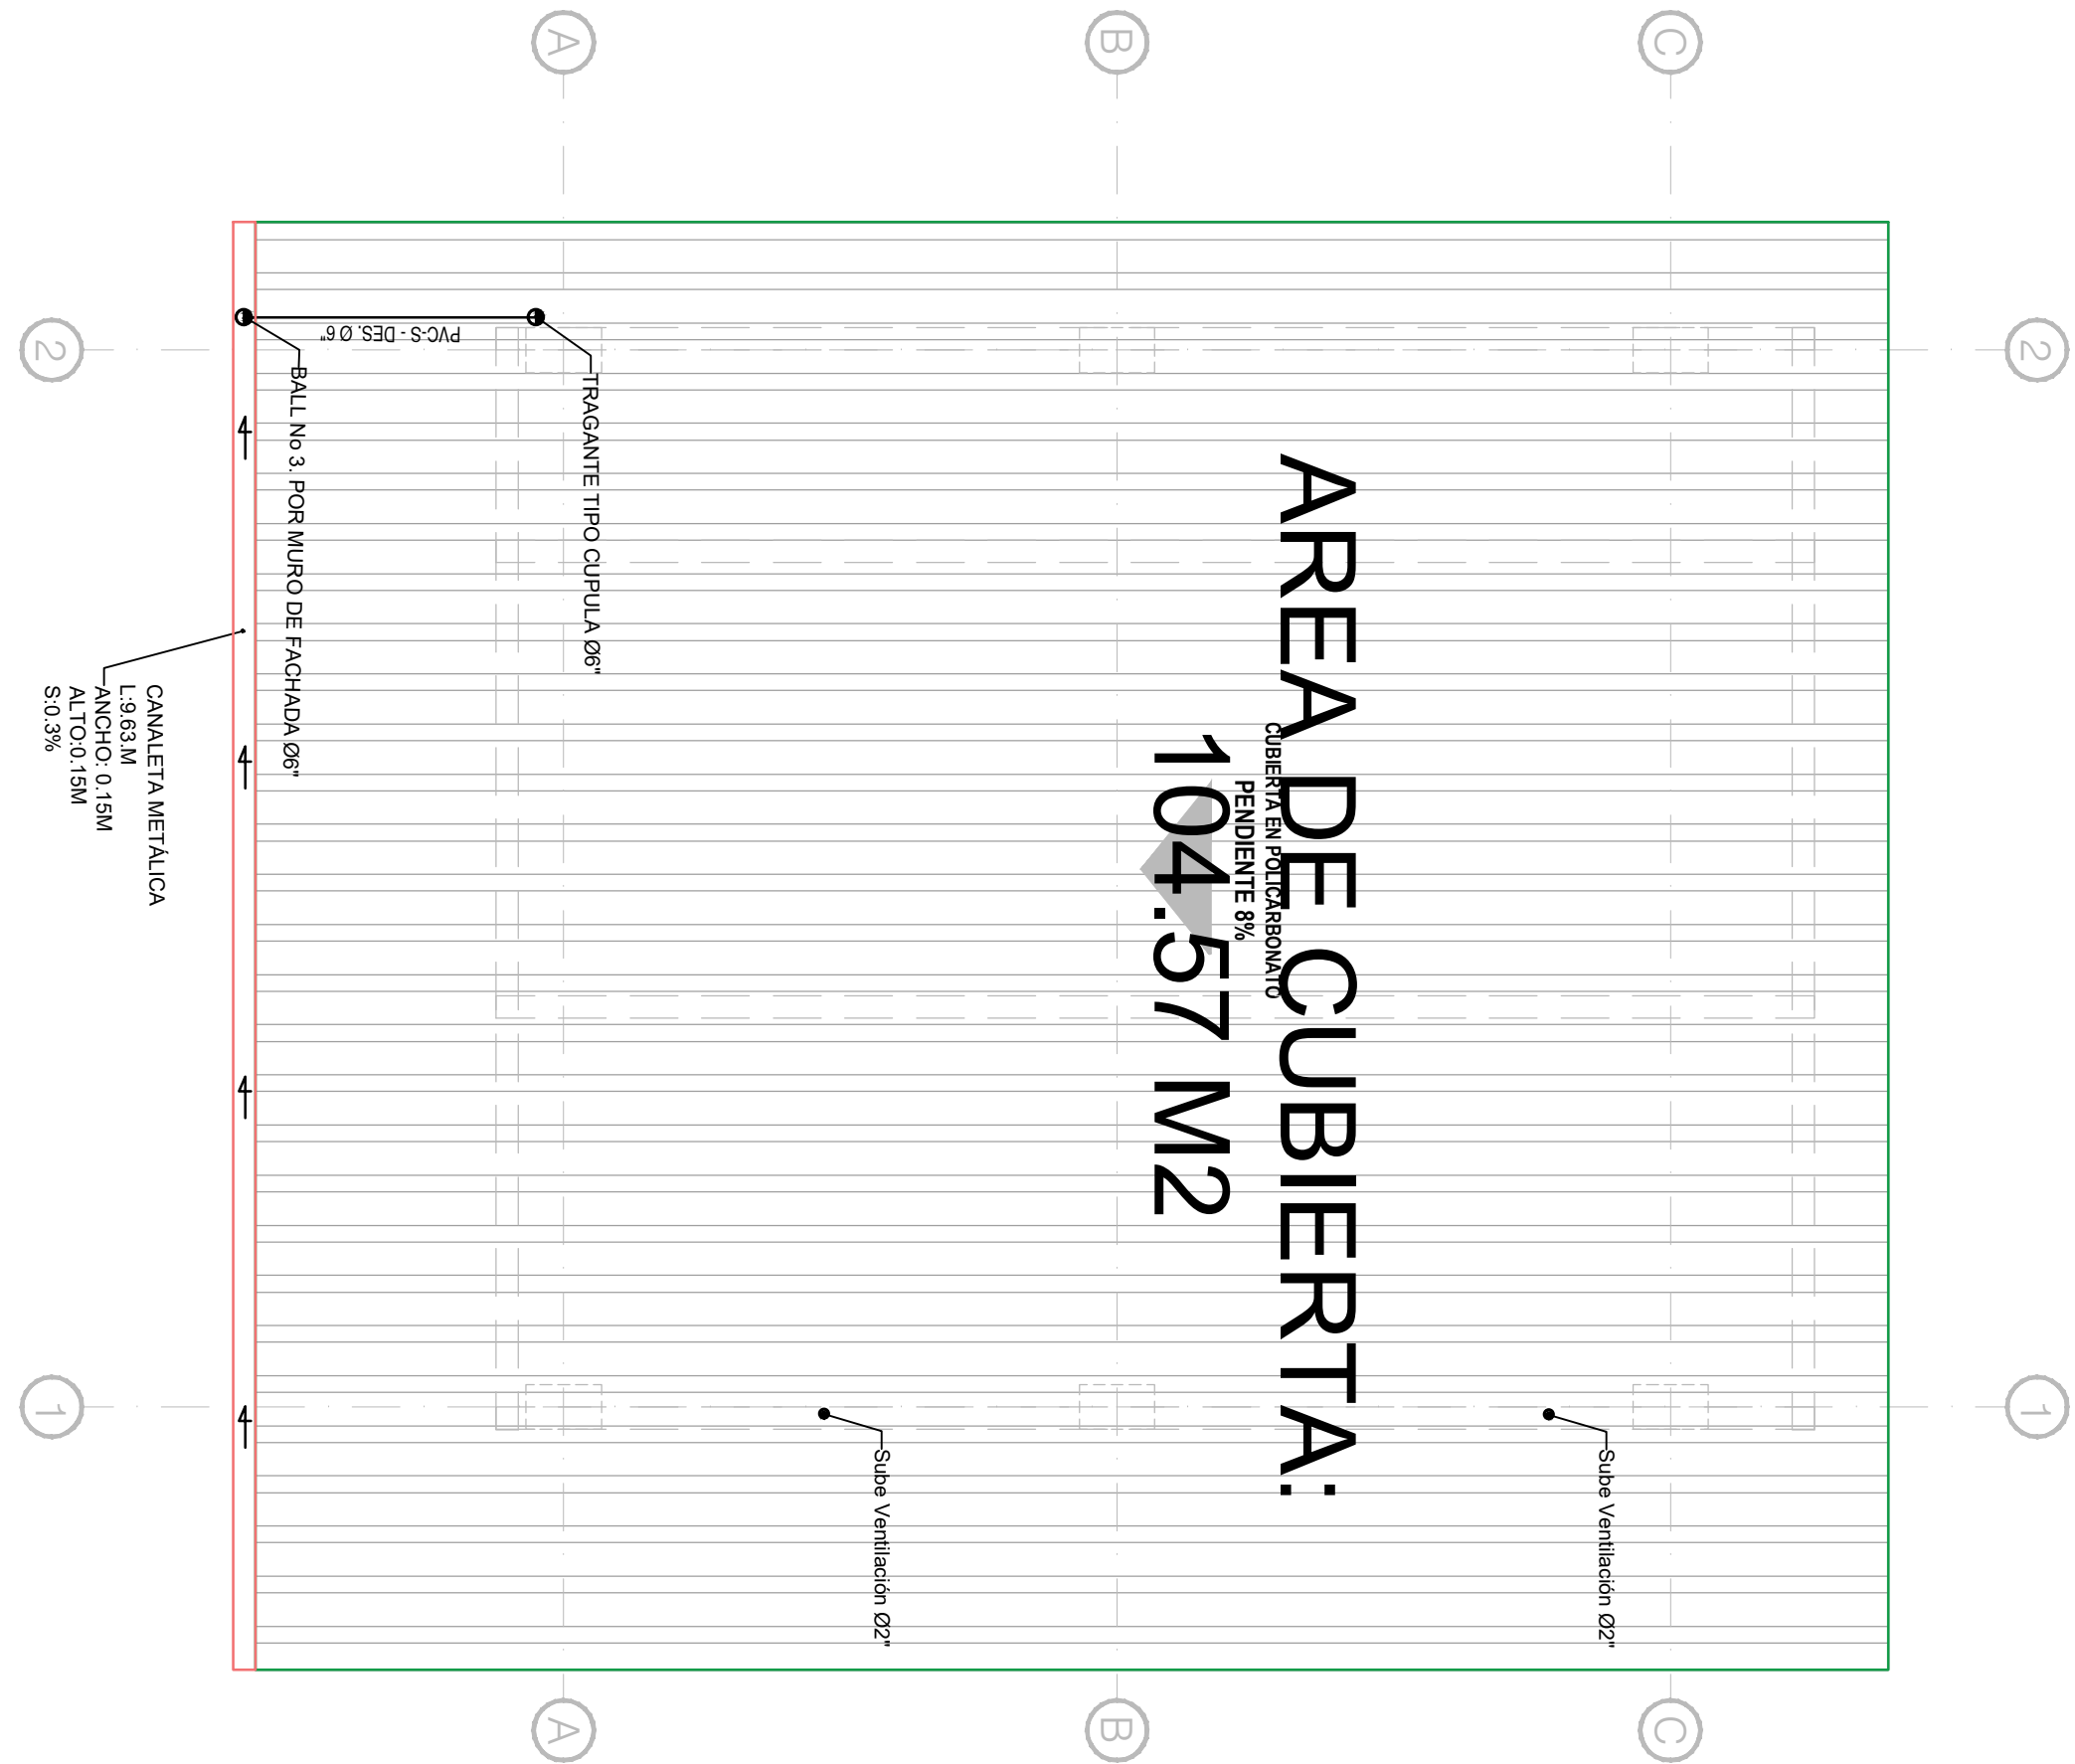 A
B
C
2
2
PVC-S - DES. Ø 6"
TRAGANTE TIPO CUPULA Ø6"
BALL No 3. POR MURO DE FACHADA Ø6"
CANALETA METÁLICA
L:9.63.M
ANCHO: 0.15M
ALTO:0.15M
S:0.3%
AREA DE CUBIERTA:
104.57 M2
CUBIERTA EN POLICARBONATO
PENDIENTE 8%
1
1
Sube Ventilación Ø2"
Sube Ventilación Ø2"
A
B
C